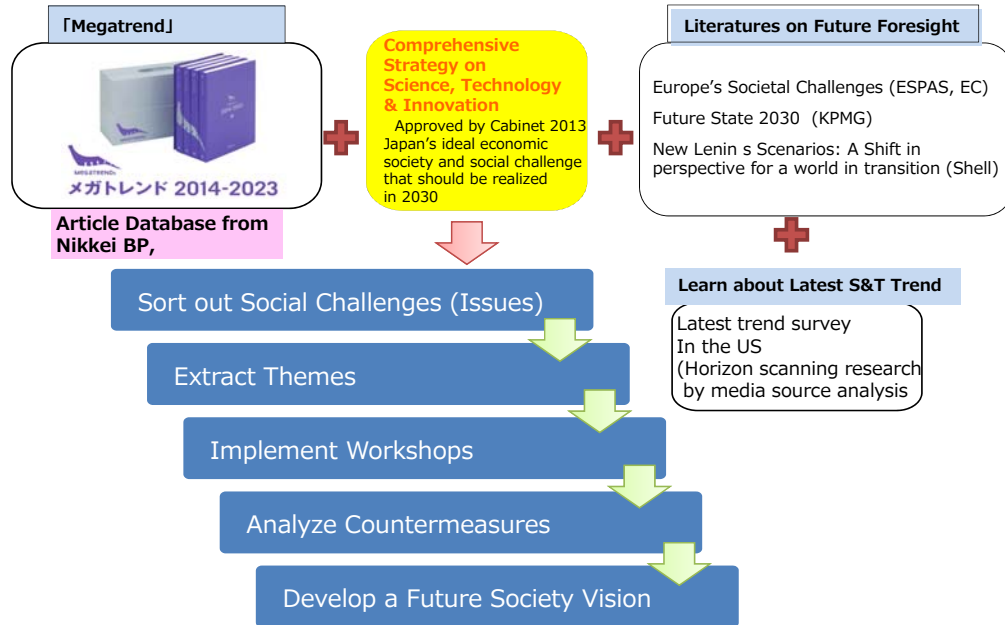 「Megatrend」
MEGATRENDs
メガトレンド 2014-2023
Article Database from
Nikkei BP,
Comprehensive
Strategy on
Science, Technology
& Innovation
Approved by Cabinet 2013
Japan's ideal economic
society and social challenge
that should be realized
in 2030
Literatures on Future Foresight
Europe's Societal Challenges (ESPAS, EC)
Future State 2030 (KPMG)
New Lenin s Scenarios: A Shift in
perspective for a world in transition (Shell)
Learn about Latest S&T Trend
Latest trend survey
In the US
(Horizon scanning research
by media source analysis
Sort out Social Challenges (Issues)
Extract Themes
Implement Workshops
Analyze Countermeasures
Develop a Future Society Vision